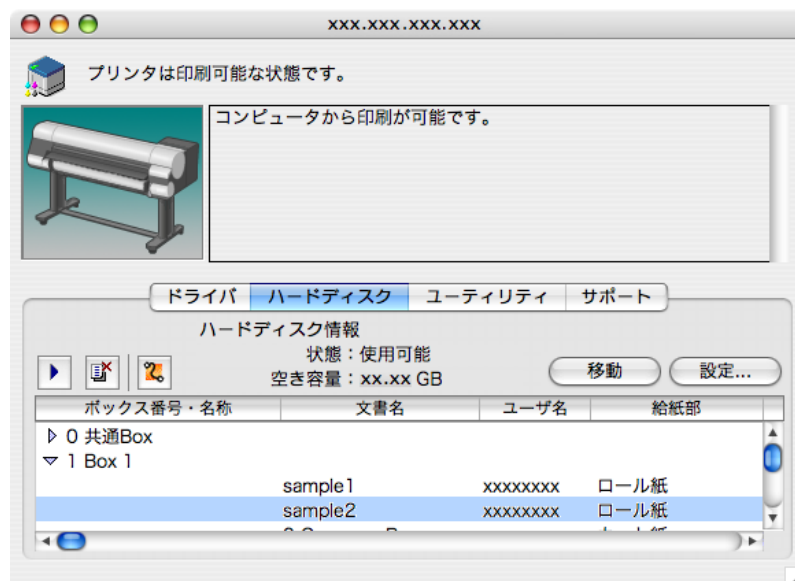 xxx.xxx.xxx.xxx
プリンタは印刷可能な状態です。
コンピュータから印刷が可能です。
ドライバ ハードディスク ユーティリティ サポート
ハードディスク情報
状態：使用可能
空き容量：xx.xx GB
移動 設定...
ボックス番号・名称 文書名 ユーザ名 給紙部
0 共通Box
1 Box 1
sample1 xxxxxxxx ロール紙
sample2 xxxxxxxx ロール紙